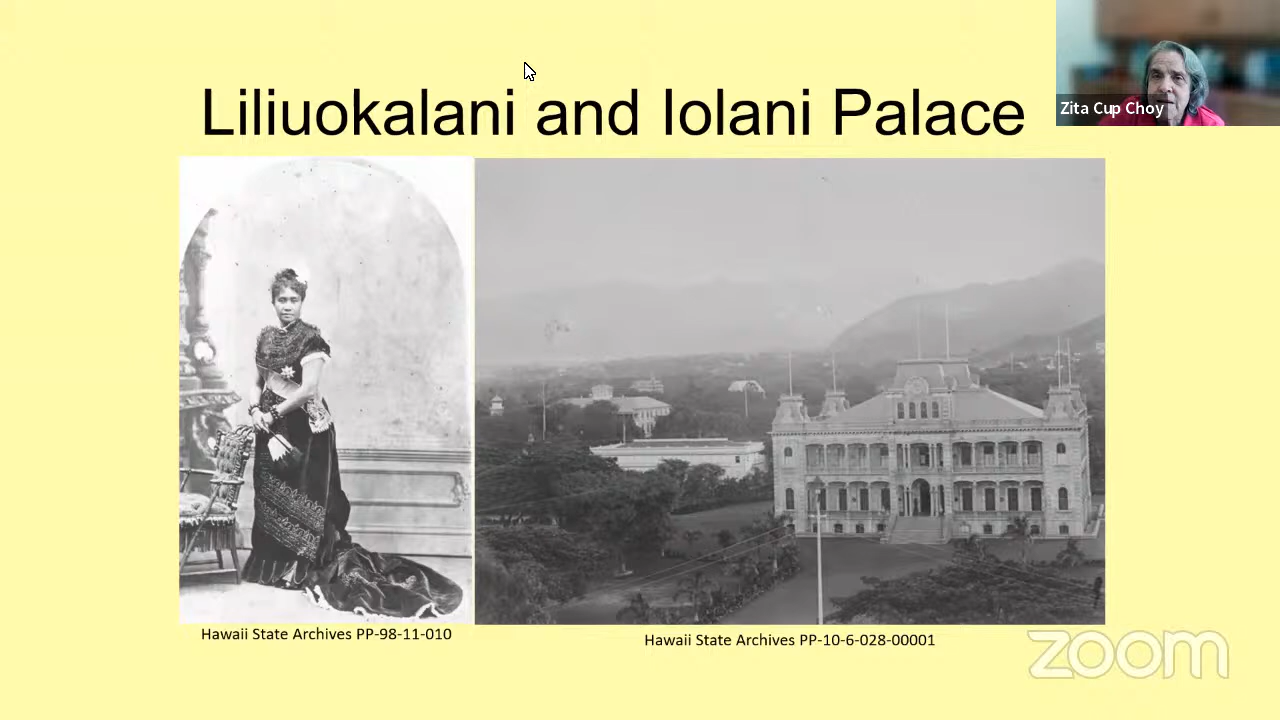 Liliuokalani and Iolani Palace
Zita Cup Choy
Hawaii State Archives PP-98-11-010
Hawaii State Archives PP-10-6-028-00001
zoom